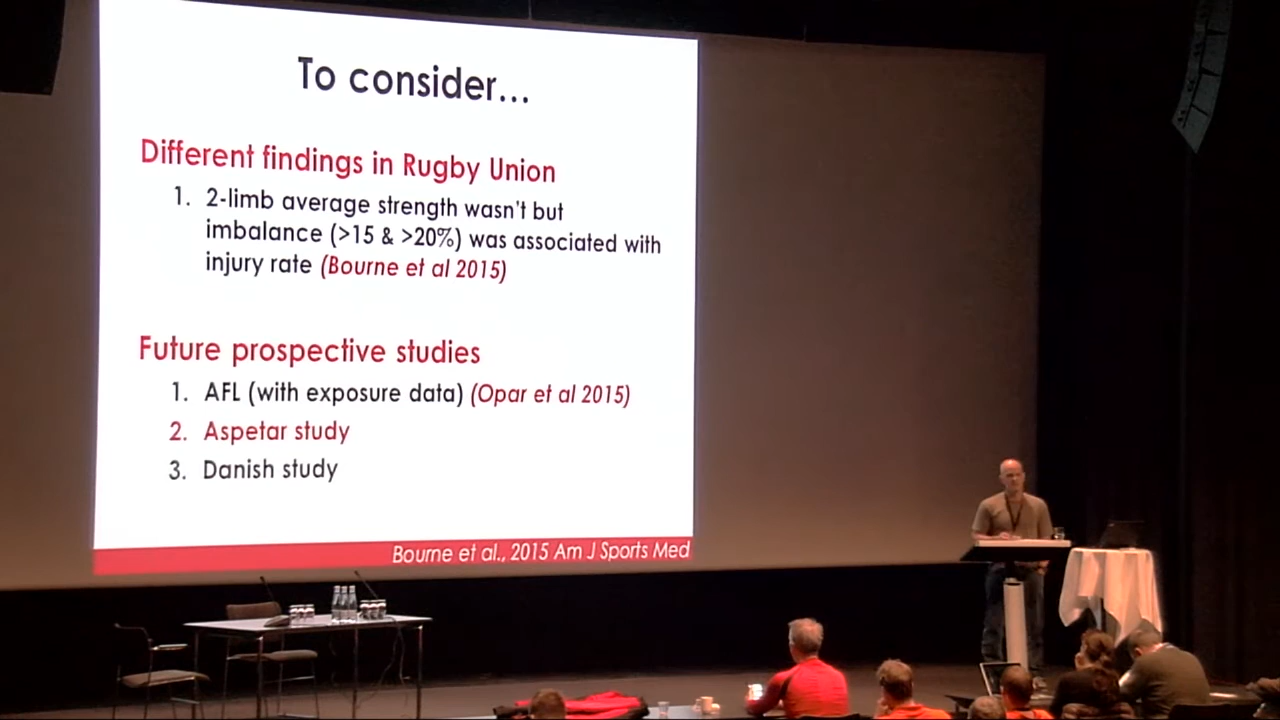 To consider...
Different findings in Rugby Union
1. 2-limb average strength wasn't but
imbalance (>15 & >20%) was associated with
injury rate (Bourne et al 2015)
Future prospective studies
1. AFL (with exposure data) (Opar et al 2015)
2. Aspetar study
3. Danish study
Bourne et al., 2015 Am J Sports Med